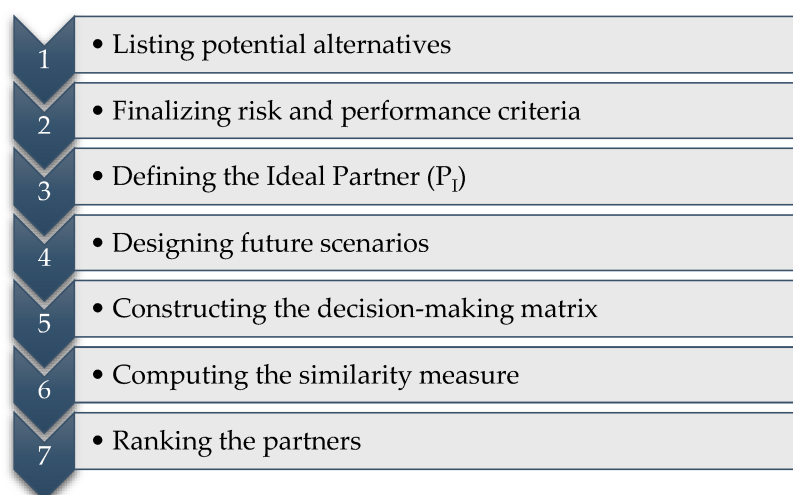 1 • Listing potential alternatives
2 • Finalizing risk and performance criteria
3 • Defining the Ideal Partner (P_I)
4 • Designing future scenarios
5 • Constructing the decision-making matrix
6 • Computing the similarity measure
7 • Ranking the partners